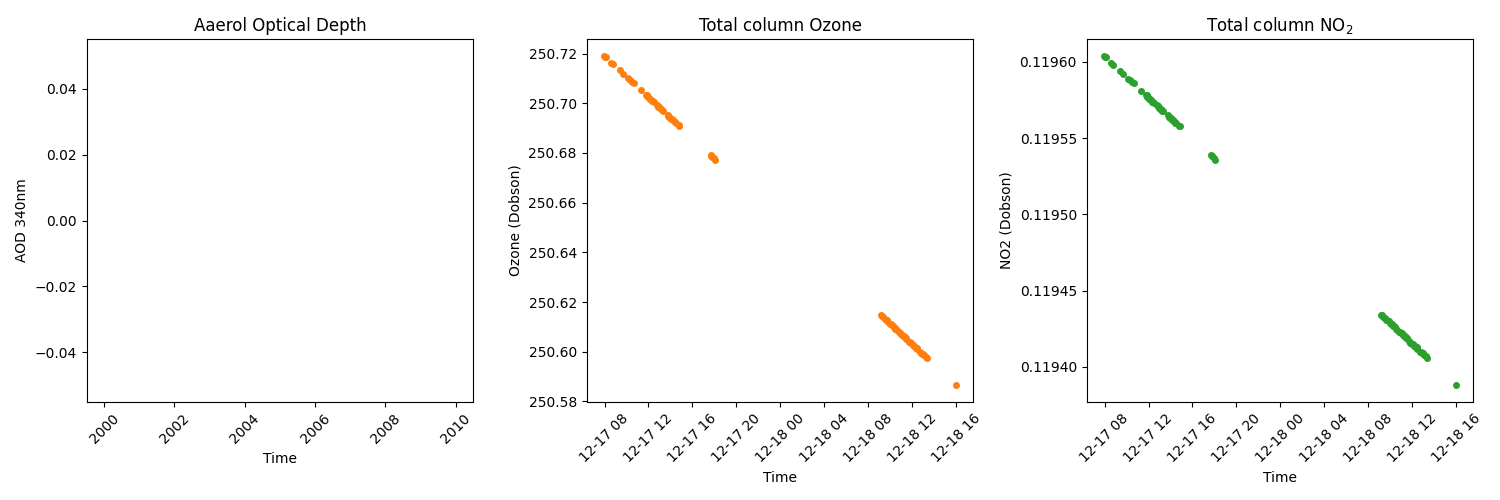 Aaerol Optical Depth
AOD 340nm
0.04
0.02
0.00
−0.02
−0.04
2000 2002 2004 2006 2008 2010
Time
Total column Ozone
Ozone (Dobson)
250.72
250.70
250.68
250.66
250.64
250.62
250.60
250.58
12-17 08 12-17 12 12-17 16 12-17 20 12-18 00 12-18 04 12-18 08 12-18 12 12-18 16
Time
Total column NO₂
NO2 (Dobson)
0.11960
0.11955
0.11950
0.11945
0.11940
12-17 08 12-17 12 12-17 16 12-17 20 12-18 00 12-18 04 12-18 08 12-18 12 12-18 16
Time